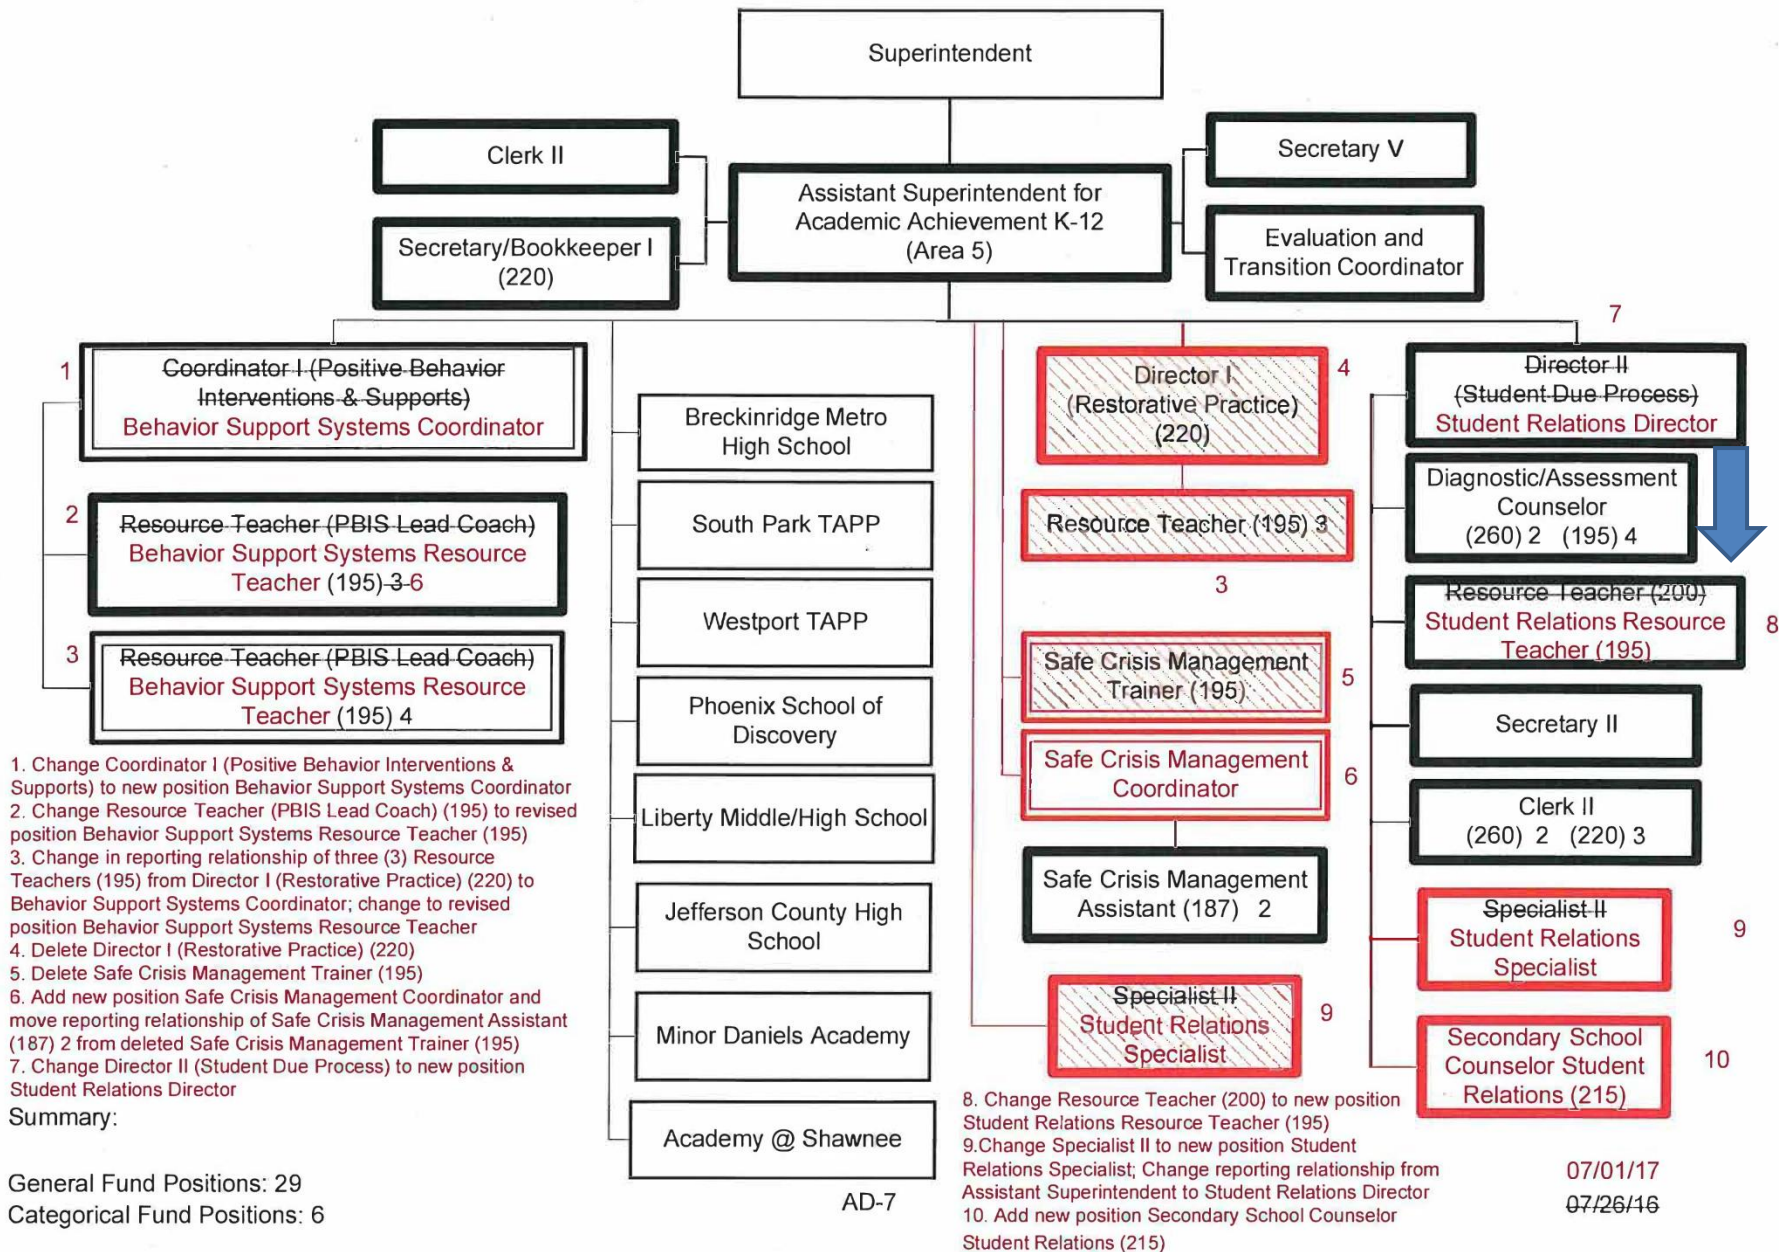 Superintendent
Clerk II
Secretary V
Assistant Superintendent for
Academic Achievement K-12
(Area 5)
Secretary/Bookkeeper I
(220)
Evaluation and
Transition Coordinator
1
Coordinator I (Positive Behavior
Interventions & Supports)
Behavior Support Systems Coordinator
2
Resource Teacher (PBIS Lead Coach)
Behavior Support Systems Resource
Teacher (195) 3 6
3
Resource Teacher (PBIS Lead Coach)
Behavior Support Systems Resource
Teacher (195) 4
Breckinridge Metro
High School
South Park TAPP
Westport TAPP
Phoenix School of
Discovery
Liberty Middle/High School
Jefferson County High
School
Minor Daniels Academy
Academy @ Shawnee
4
Director I
(Restorative Practice)
(220)
Resource Teacher (195) 3
3
Safe Crisis Management
Trainer (195)
5
Safe Crisis Management
Coordinator
6
Safe Crisis Management
Assistant (187) 2
Specialist II
Student Relations
Specialist
9
7
Director II
(Student Due Process)
Student Relations Director
Diagnostic/Assessment
Counselor
(260) 2 (195) 4
Resource Teacher (200)
Student Relations Resource
Teacher (195)
8
Secretary II
Clerk II
(260) 2 (220) 3
Specialist II
Student Relations
Specialist
9
Secondary School
Counselor Student
Relations (215)
10
1. Change Coordinator I (Positive Behavior Interventions &
Supports) to new position Behavior Support Systems Coordinator
2. Change Resource Teacher (PBIS Lead Coach) (195) to revised
position Behavior Support Systems Resource Teacher (195)
3. Change in reporting relationship of three (3) Resource
Teachers (195) from Director I (Restorative Practice) (220) to
Behavior Support Systems Coordinator; change to revised
position Behavior Support Systems Resource Teacher
4. Delete Director I (Restorative Practice) (220)
5. Delete Safe Crisis Management Trainer (195)
6. Add new position Safe Crisis Management Coordinator and
move reporting relationship of Safe Crisis Management Assistant
(187) 2 from deleted Safe Crisis Management Trainer (195)
7. Change Director II (Student Due Process) to new position
Student Relations Director
Summary:
General Fund Positions: 29
Categorical Fund Positions: 6
AD-7
8. Change Resource Teacher (200) to new position
Student Relations Resource Teacher (195)
9.Change Specialist II to new position Student
Relations Specialist; Change reporting relationship from
Assistant Superintendent to Student Relations Director
10. Add new position Secondary School Counselor
Student Relations (215)
07/01/17
07/26/16